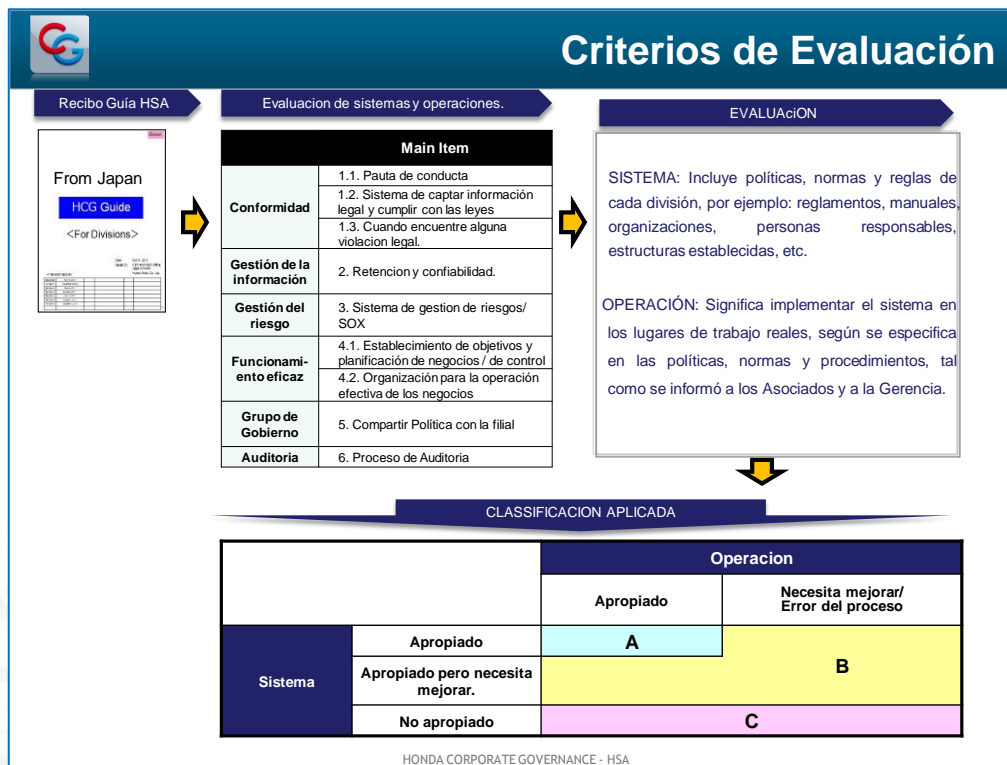 CG
Criterios de Evaluación
Recibo Guía HSA
Evaluacion de sistemas y operaciones.
EVALUAciON
From Japan
HCG Guide
<For Divisions>
Main Item
Conformidad
1.1. Pauta de conducta
1.2. Sistema de captar información
legal y cumplir con las leyes
1.3. Cuando encuentre alguna
violacion legal.
Gestión de la
información
2. Retencion y confiabilidad.
Gestión del
riesgo
3. Sistema de gestion de riesgos/
SOX
Funcionami-
ento eficaz
4.1. Establecimiento de objetivos y
planificación de negocios / de control
4.2. Organización para la operación
efectiva de los negocios
Grupo de
Gobierno
5. Compartir Política con la filial
Auditoria
6. Proceso de Auditoria
SISTEMA: Incluye políticas, normas y reglas de
cada división, por ejemplo: reglamentos, manuales,
organizaciones, personas responsables,
estructuras establecidas, etc.
OPERACIÓN: Significa implementar el sistema en
los lugares de trabajo reales, según se especifica
en las políticas, normas y procedimientos, tal
como se informó a los Asociados y a la Gerencia.
CLASSIFICACION APLICADA
Operacion
Apropiado
Necesita mejorar/
Error del proceso
Sistema
Apropiado
A
B
Apropiado pero necesita
mejorar.
No apropiado
C
HONDA CORPORATE GOVERNANCE - HSA